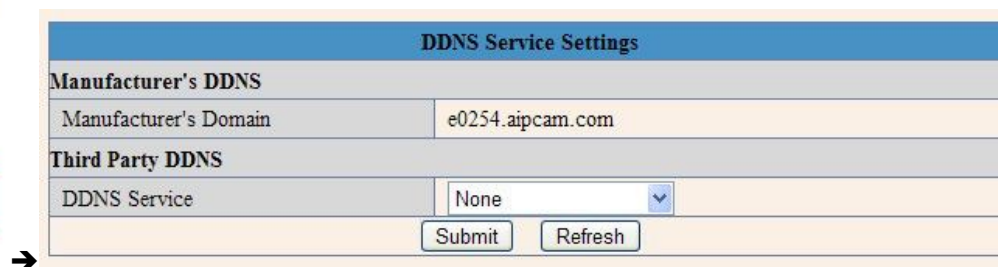 DDNS Service Settings
Manufacturer's DDNS
Manufacturer's Domain e0254.aipcam.com
Third Party DDNS
DDNS Service None
Submit Refresh